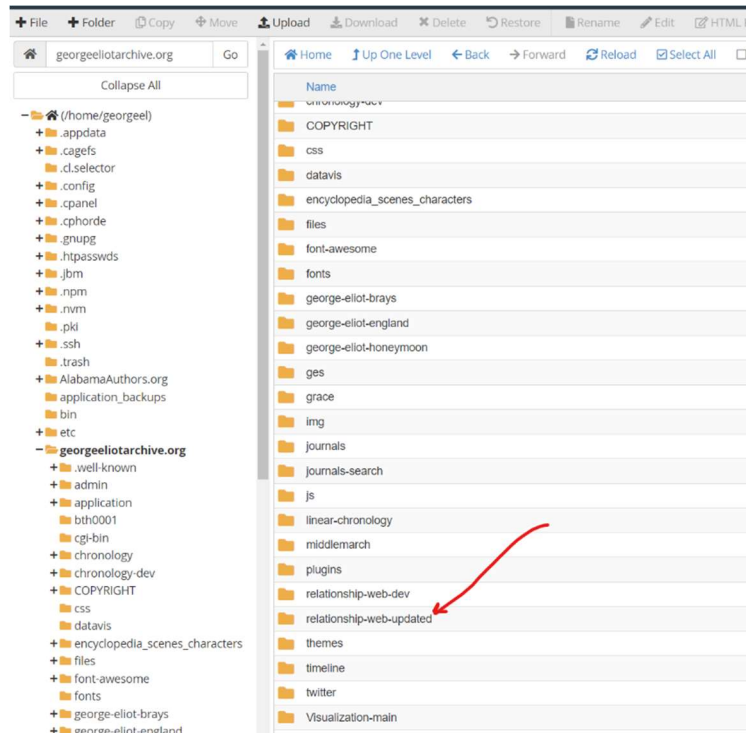 + File + Folder Copy Move Upload Download Delete Restore Rename Edit HTML
georgeeliotarchive.org Go
Collapse All
(/home/georgeel)
.appdata
.cagefs
.cl.selector
.config
.cpanel
.cphorde
.gnupg
.htpasswds
.jbm
.npm
.nvm
.pki
.ssh
.trash
AlabamaAuthors.org
application_backups
bin
etc
georgeeliotarchive.org
.well-known
admin
application
bth0001
cgi-bin
chronology
chronology-dev
COPYRIGHT
css
datavis
encyclopedia_scenes_characters
files
font-awesome
fonts
george-eliot-brays
george-eliot-england
Home Up One Level Back Forward Reload Select All
Name
chronology-dev
COPYRIGHT
css
datavis
encyclopedia_scenes_characters
files
font-awesome
fonts
george-eliot-brays
george-eliot-england
george-eliot-honeymoon
ges
grace
img
journals
journals-search
js
linear-chronology
middlemarch
plugins
relationship-web-dev
relationship-web-updated
themes
timeline
twitter
Visualization-main